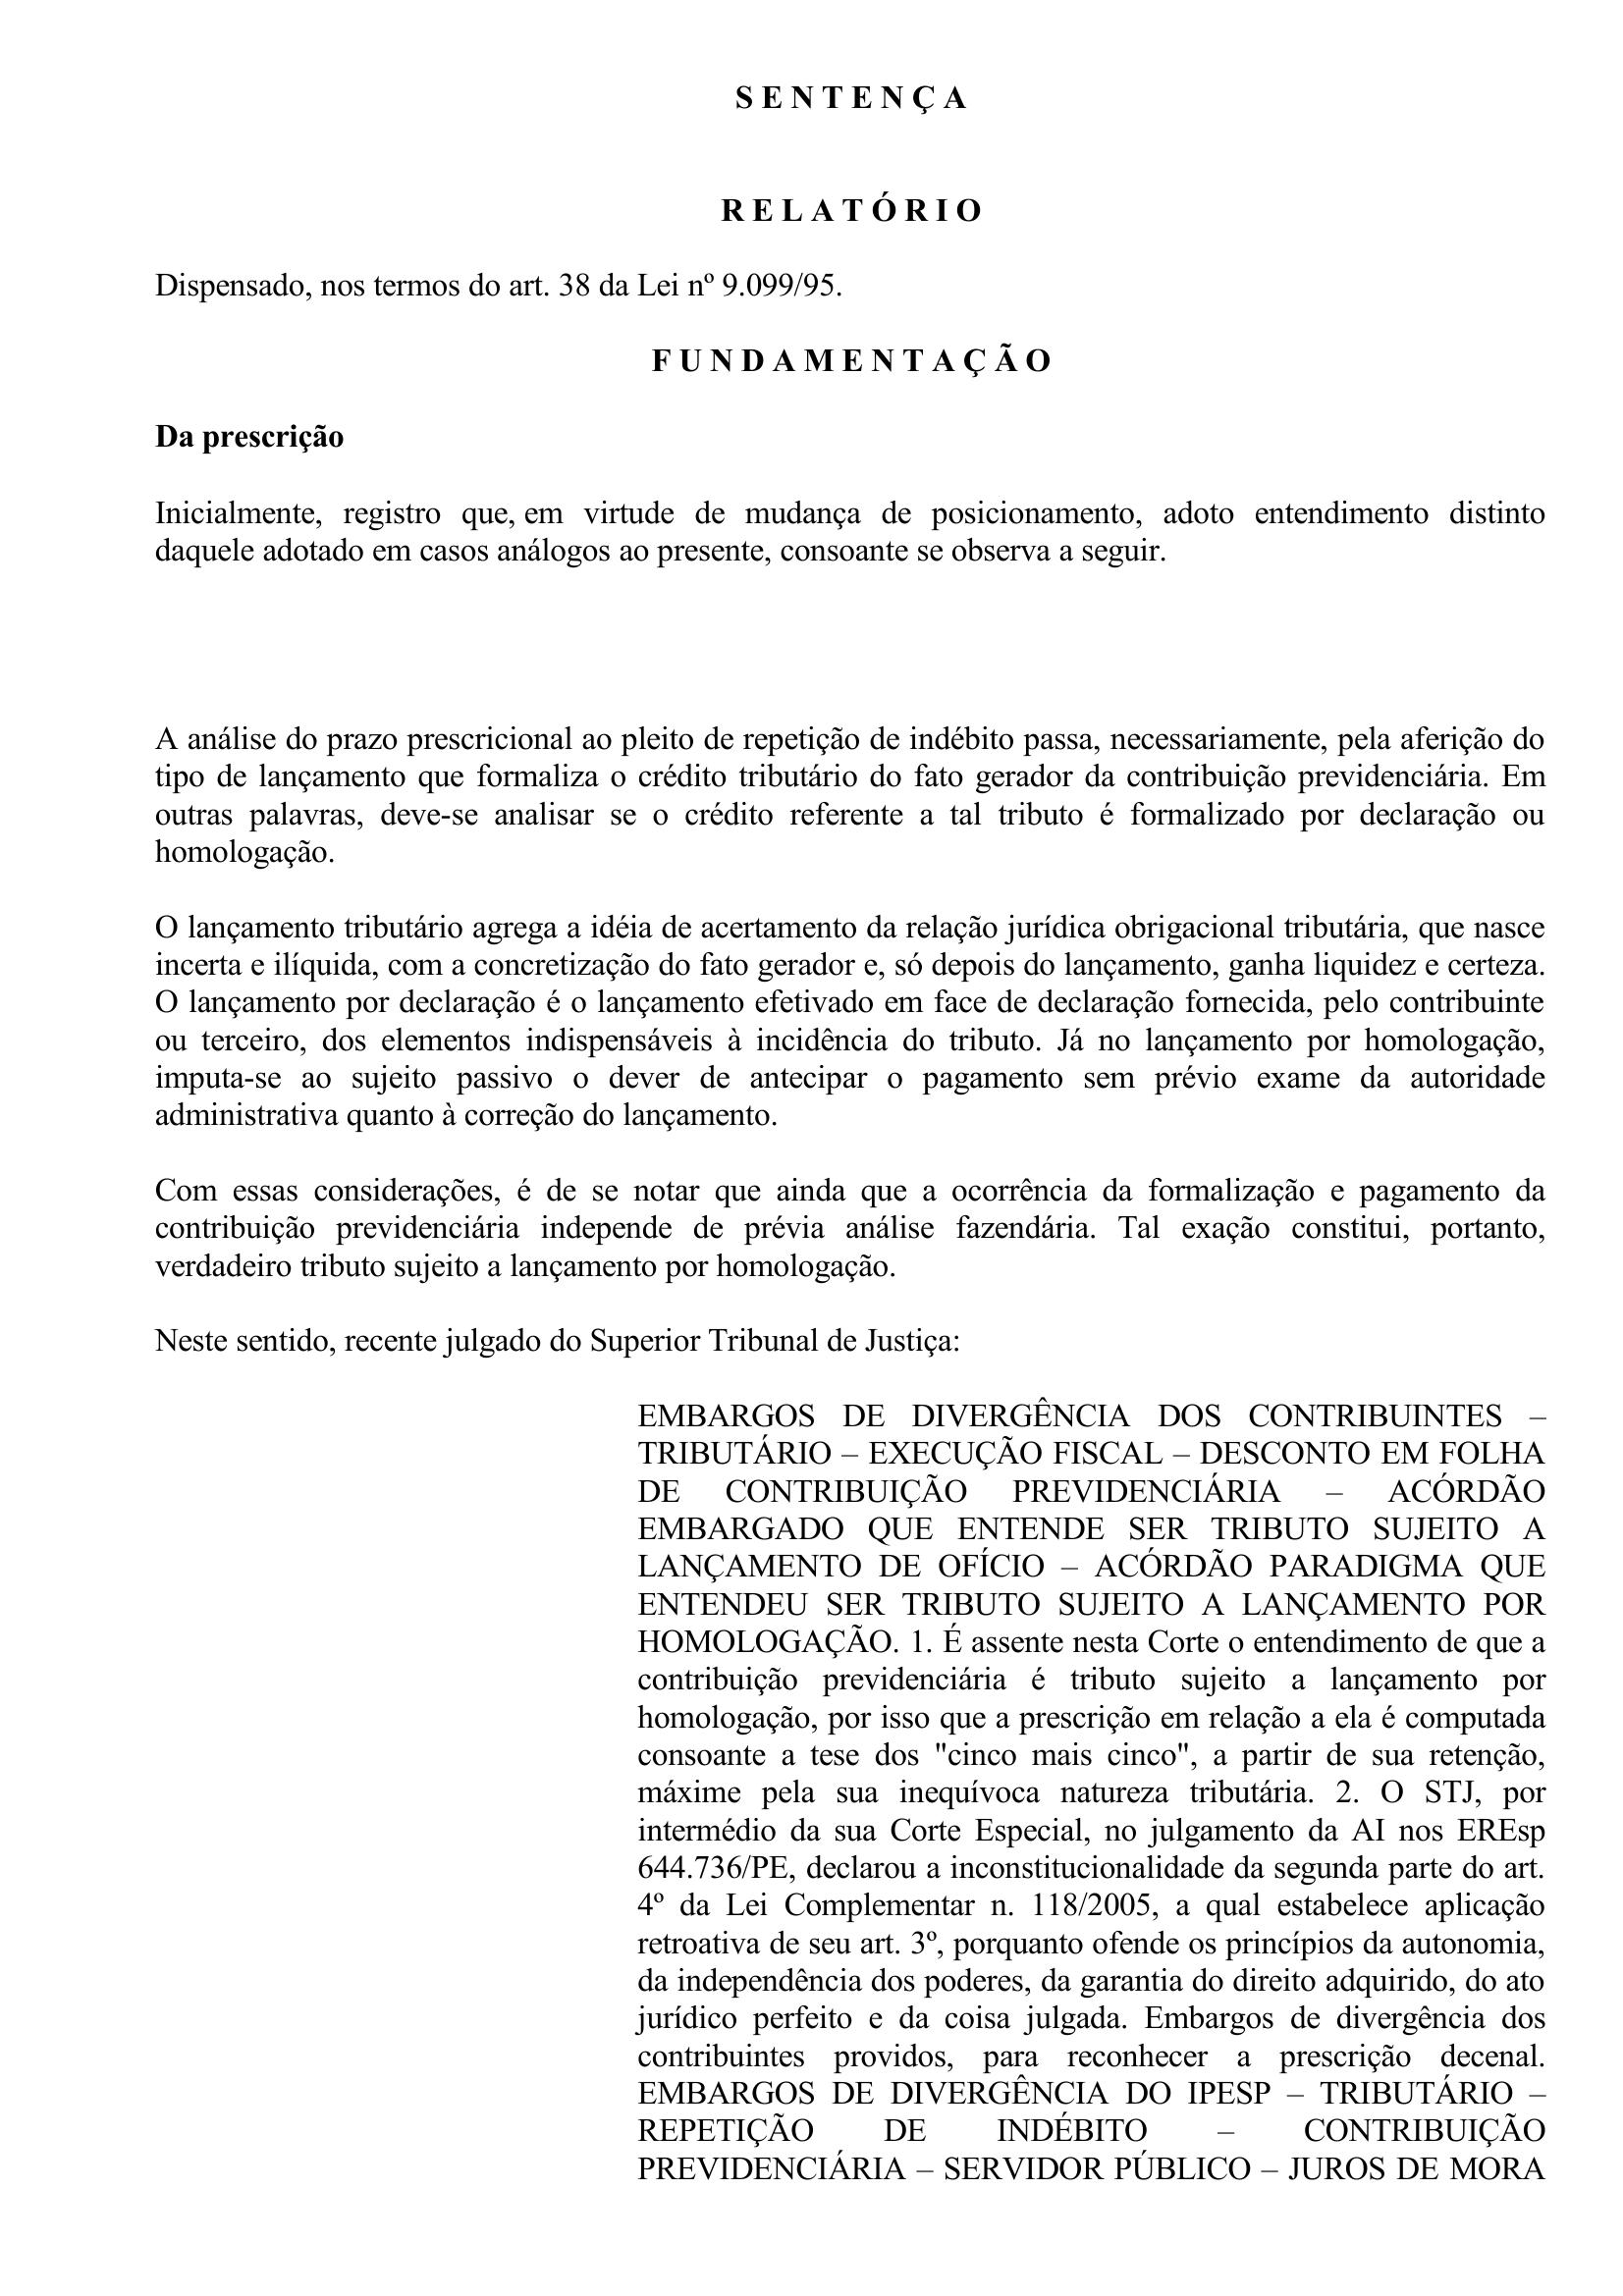 S E N T E N Ç A
R E L A T Ó R I O
Dispensado, nos termos do art. 38 da Lei nº 9.099/95.
F U N D A M E N T A Ç Ã O
Da prescrição
Inicialmente, registro que, em virtude de mudança de posicionamento, adoto entendimento distinto
daquele adotado em casos análogos ao presente, consoante se observa a seguir.
A análise do prazo prescricional ao pleito de repetição de indébito passa, necessariamente, pela aferição do
tipo de lançamento que formaliza o crédito tributário do fato gerador da contribuição previdenciária. Em
outras palavras, deve-se analisar se o crédito referente a tal tributo é formalizado por declaração ou
homologação.
O lançamento tributário agrega a idéia de acertamento da relação jurídica obrigacional tributária, que nasce
incerta e ilíquida, com a concretização do fato gerador e, só depois do lançamento, ganha liquidez e certeza.
O lançamento por declaração é o lançamento efetivado em face de declaração fornecida, pelo contribuinte
ou terceiro, dos elementos indispensáveis à incidência do tributo. Já no lançamento por homologação,
imputa-se ao sujeito passivo o dever de antecipar o pagamento sem prévio exame da autoridade
administrativa quanto à correção do lançamento.
Com essas considerações, é de se notar que ainda que a ocorrência da formalização e pagamento da
contribuição previdenciária independe de prévia análise fazendária. Tal exação constitui, portanto,
verdadeiro tributo sujeito a lançamento por homologação.
Neste sentido, recente julgado do Superior Tribunal de Justiça:
EMBARGOS DE DIVERGÊNCIA DOS CONTRIBUINTES –
TRIBUTÁRIO – EXECUÇÃO FISCAL – DESCONTO EM FOLHA
DE CONTRIBUIÇÃO PREVIDENCIÁRIA – ACÓRDÃO
EMBARGADO QUE ENTENDE SER TRIBUTO SUJEITO A
LANÇAMENTO DE OFÍCIO – ACÓRDÃO PARADIGMA QUE
ENTENDEU SER TRIBUTO SUJEITO A LANÇAMENTO POR
HOMOLOGAÇÃO. 1. É assente nesta Corte o entendimento de que a
contribuição previdenciária é tributo sujeito a lançamento por
homologação, por isso que a prescrição em relação a ela é computada
consoante a tese dos "cinco mais cinco", a partir de sua retenção,
máxime pela sua inequívoca natureza tributária. 2. O STJ, por
intermédio da sua Corte Especial, no julgamento da AI nos EREsp
644.736/PE, declarou a inconstitucionalidade da segunda parte do art.
4º da Lei Complementar n. 118/2005, a qual estabelece aplicação
retroativa de seu art. 3º, porquanto ofende os princípios da autonomia,
da independência dos poderes, da garantia do direito adquirido, do ato
jurídico perfeito e da coisa julgada. Embargos de divergência dos
contribuintes providos, para reconhecer a prescrição decenal.
EMBARGOS DE DIVERGÊNCIA DO IPESP – TRIBUTÁRIO –
REPETIÇÃO DE INDÉBITO – CONTRIBUIÇÃO
PREVIDENCIÁRIA – SERVIDOR PÚBLICO – JUROS DE MORA